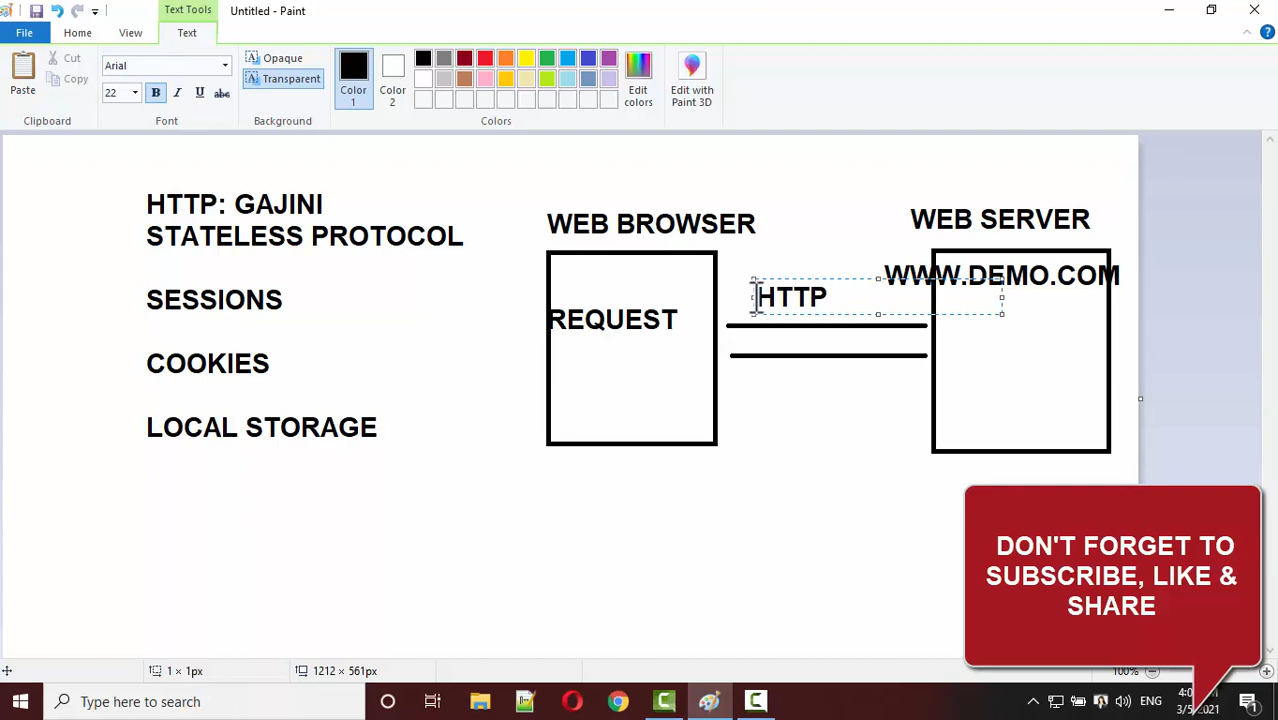 Text Tools
Untitled - Paint
File
Home
View
Text
Paste
Cut
Copy
Clipboard
Arial
22
B I U abc
Font
Opaque
Transparent
Background
Color 1
Color 2
Edit colors
Colors
Edit with Paint 3D
HTTP: GAJINI
STATELESS PROTOCOL
SESSIONS
COOKIES
LOCAL STORAGE
WEB BROWSER
REQUEST
HTTP
WEB SERVER
WWW.DEMO.COM
DON'T FORGET TO
SUBSCRIBE, LIKE &
SHARE
1 × 1px
1212 × 561px
100%
Type here to search
ENG